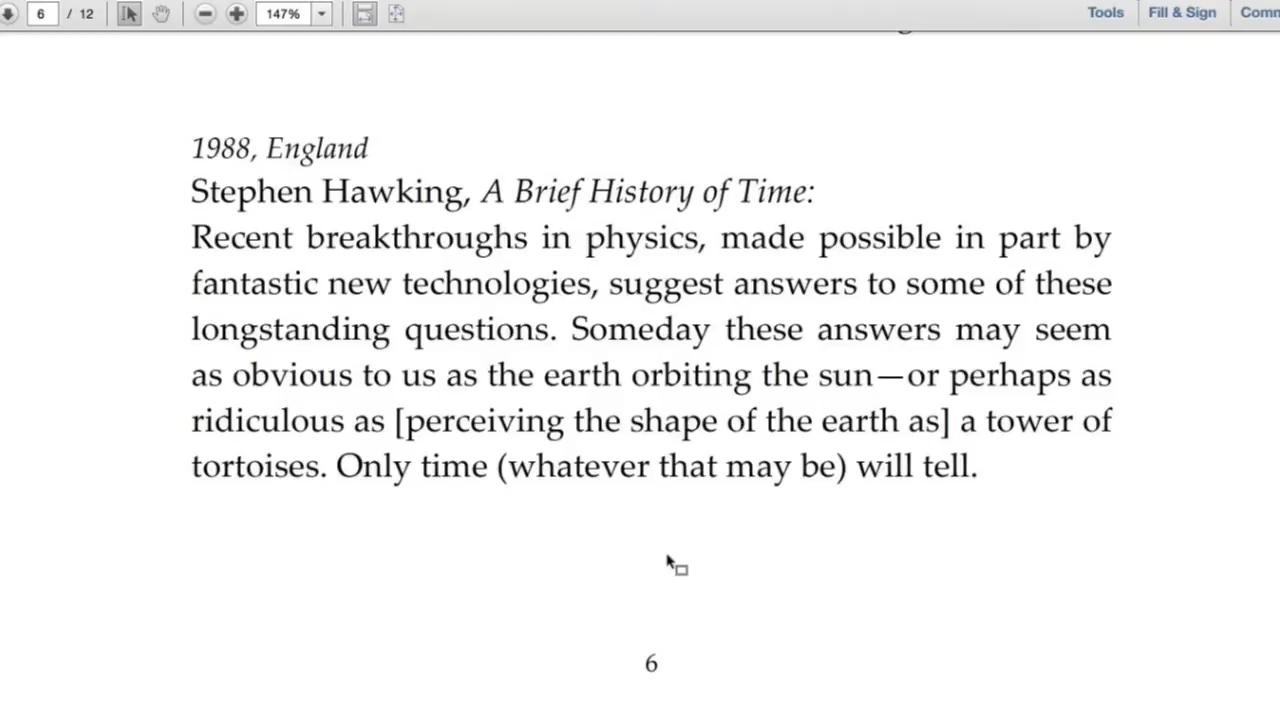 6 / 12 147% Tools Fill & Sign Comm
1988, England
Stephen Hawking, A Brief History of Time:
Recent breakthroughs in physics, made possible in part by
fantastic new technologies, suggest answers to some of these
longstanding questions. Someday these answers may seem
as obvious to us as the earth orbiting the sun—or perhaps as
ridiculous as [perceiving the shape of the earth as] a tower of
tortoises. Only time (whatever that may be) will tell.
6